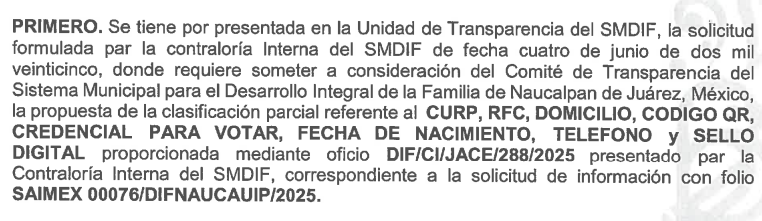 PRIMERO. Se tiene por presentada en la Unidad de Transparencia del SMDIF, la solicitud
formulada par la contraloría Interna del SMDIF de fecha cuatro de junio de dos mil
veinticinco, donde requiere someter a consideración del Comité de Transparencia del
Sistema Municipal para el Desarrollo Integral de la Familia de Naucalpan de Juárez, México,
la propuesta de la clasificación parcial referente al CURP, RFC, DOMICILIO, CODIGO QR,
CREDENCIAL PARA VOTAR, FECHA DE NACIMIENTO, TELEFONO y SELLO
DIGITAL proporcionada mediante oficio DIF/CI/JACE/288/2025 presentado par la
Contraloría Interna del SMDIF, correspondiente a la solicitud de información con folio
SAIMEX 00076/DIFNAUCAUIP/2025.